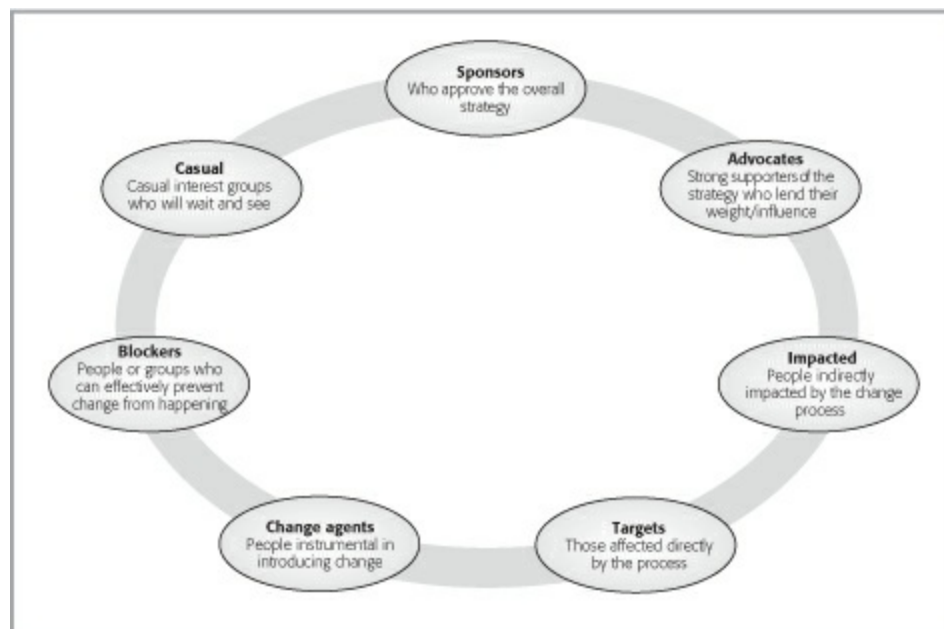 Sponsors
Who approve the overall
strategy
Advocates
Strong supporters of the
strategy who lend their
weight/influence
Impacted
People indirectly
impacted by the change
process
Targets
Those affected directly
by the process
Change agents
People instrumental in
introducing change
Blockers
People or groups who
can effectively prevent
change from happening
Casual
Casual interest groups
who will wait and see